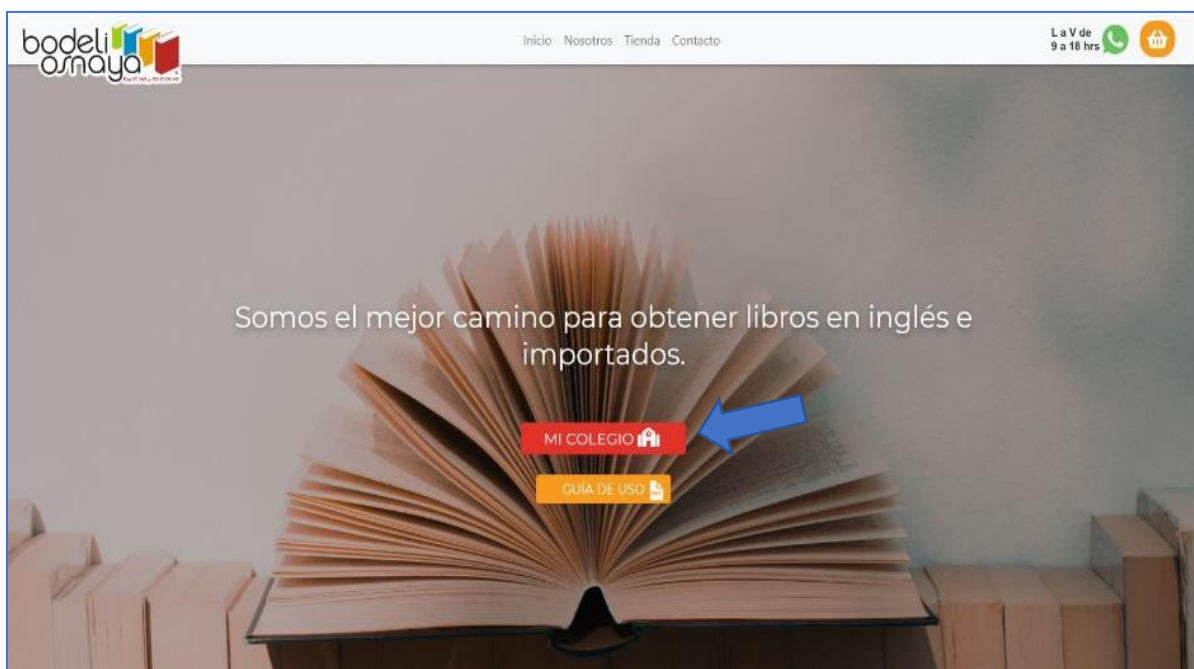 bodeli
osnaya
Inicio Nosotros Tienda Contacto
L a V de
9 a 18 hrs
Somos el mejor camino para obtener libros en inglés e
importados.
MI COLEGIO
GUÍA DE USO